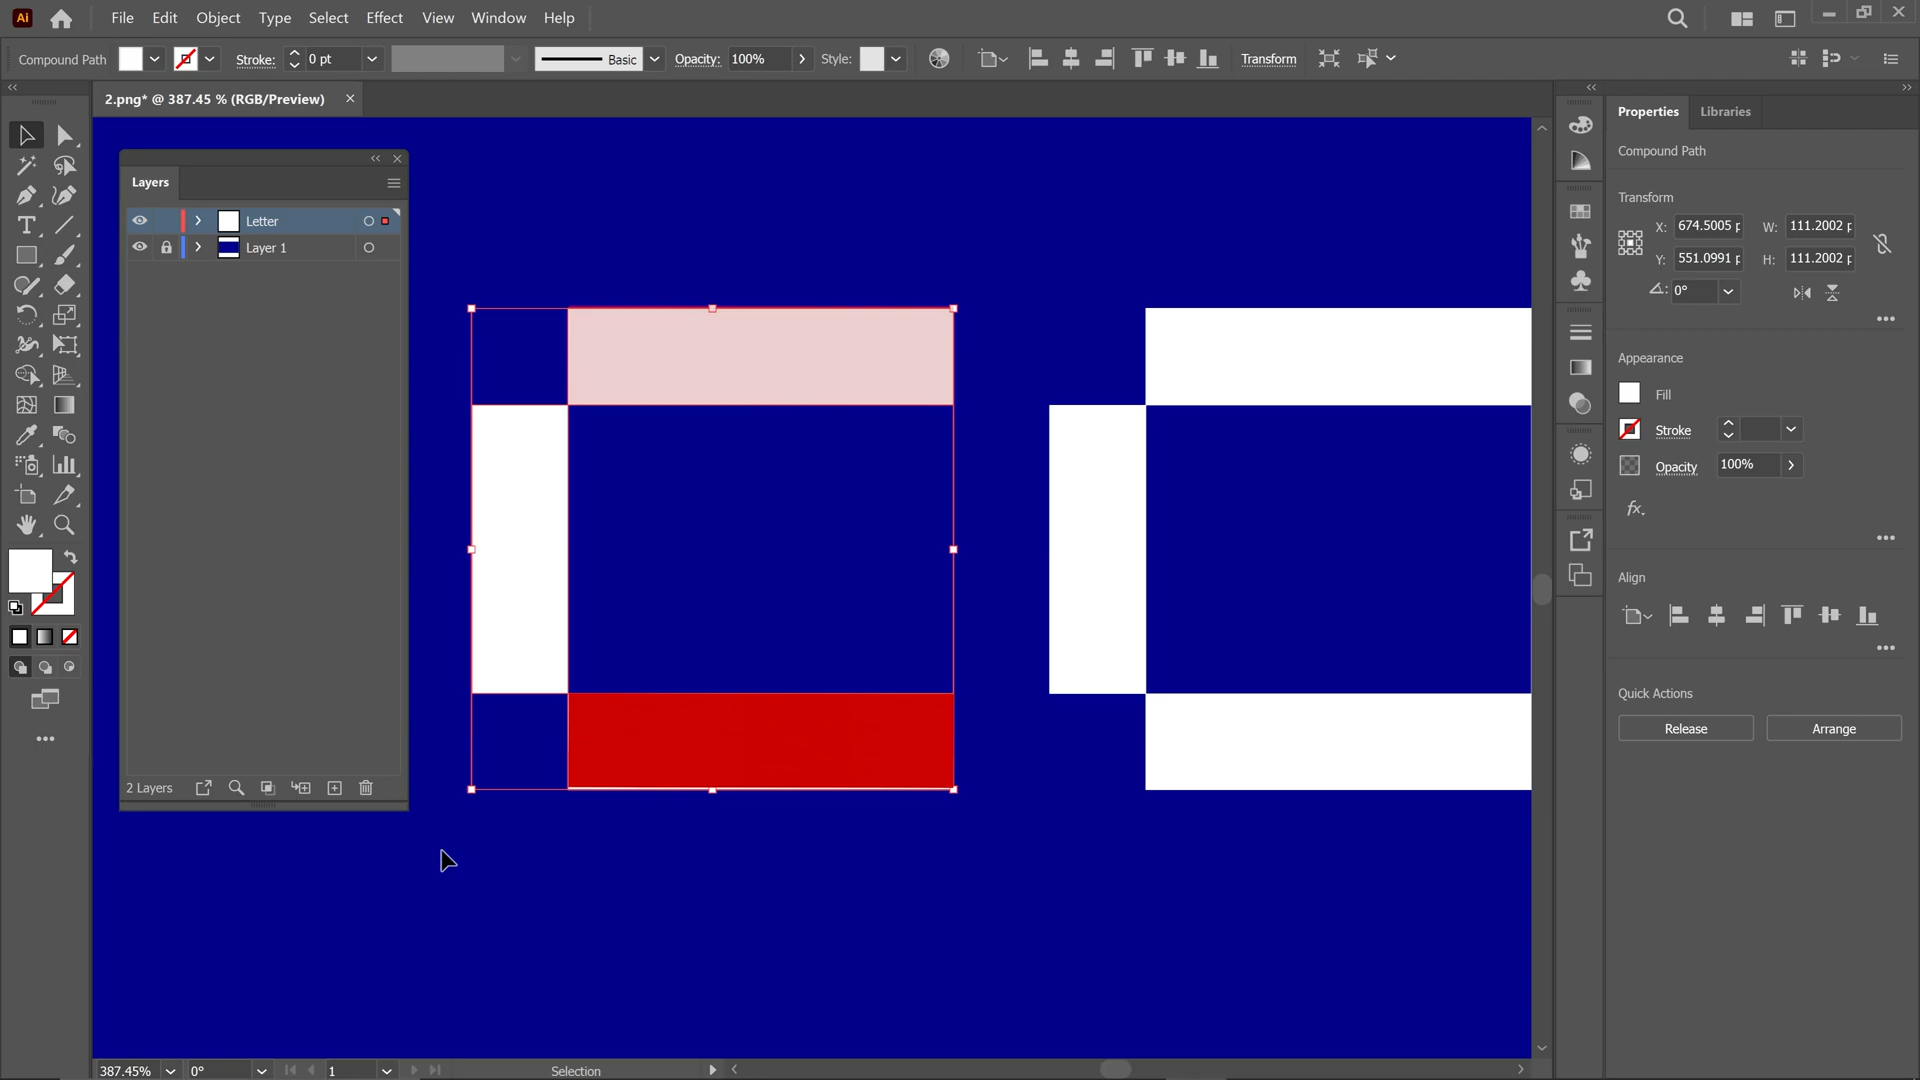 Ai File Edit Object Type Select Effect View Window Help
Compound Path Stroke: 0 pt Basic Opacity: 100% Style: Transform
2.png* @ 387.45 % (RGB/Preview)
Layers
Letter
Layer 1
2 Layers
Properties Libraries
Compound Path
Transform
X: 674.5005 p W: 111.2002 p
Y: 551.0991 p H: 111.2002 p
0°
Appearance
Fill
Stroke
Opacity 100%
fx.
Align
Quick Actions
Release Arrange
387.45% 0° 1 Selection